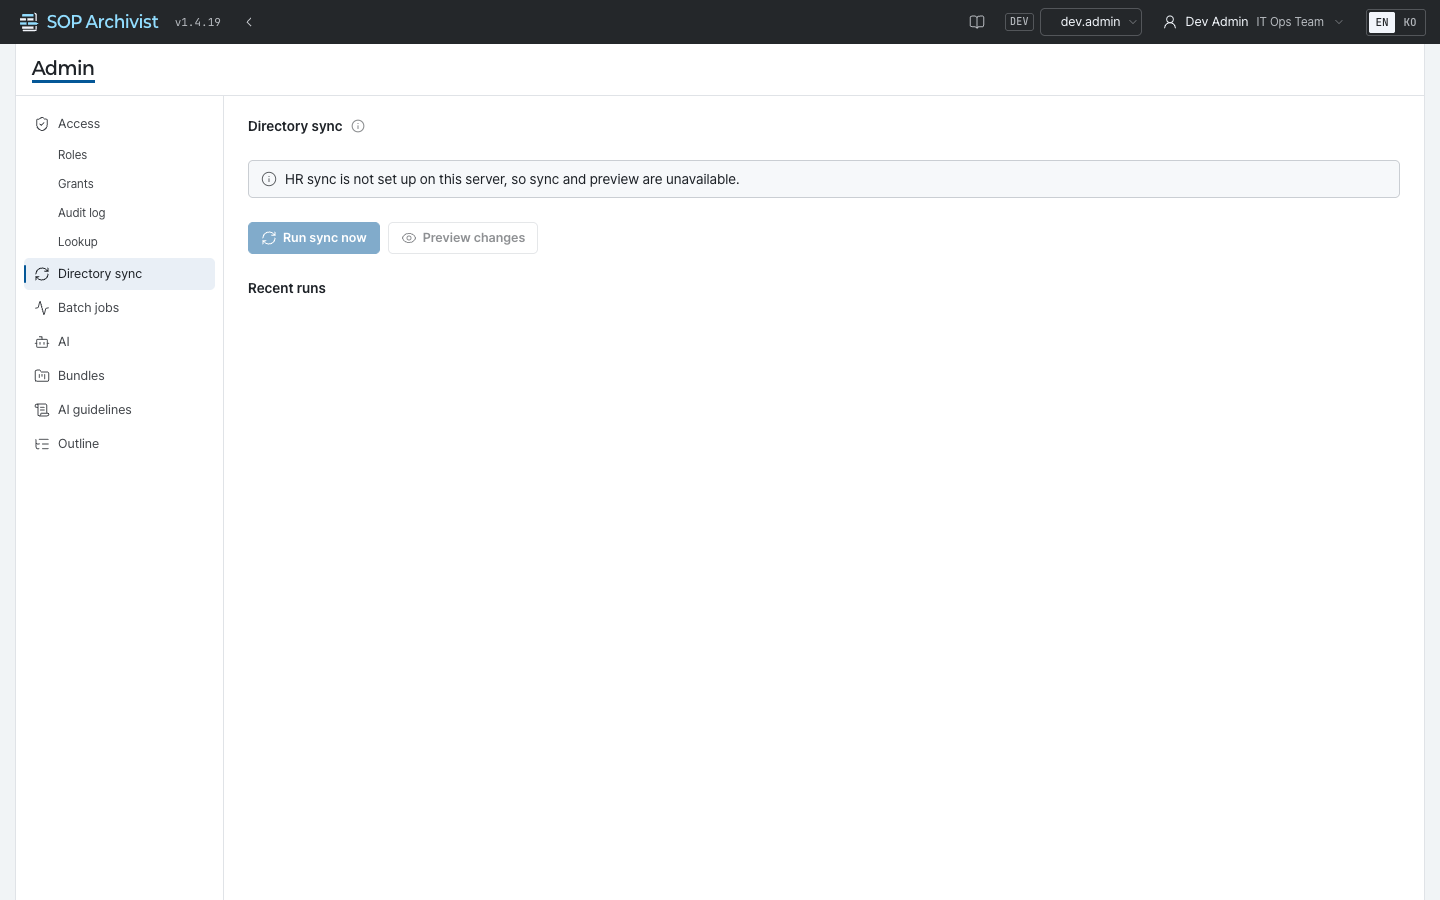 SOP Archivist v1.4.19 DEV dev.admin Dev Admin IT Ops Team EN KO
Admin
Access
Roles
Grants
Audit log
Lookup
Directory sync
Batch jobs
AI
Bundles
AI guidelines
Outline
Directory sync
HR sync is not set up on this server, so sync and preview are unavailable.
Run sync now Preview changes
Recent runs